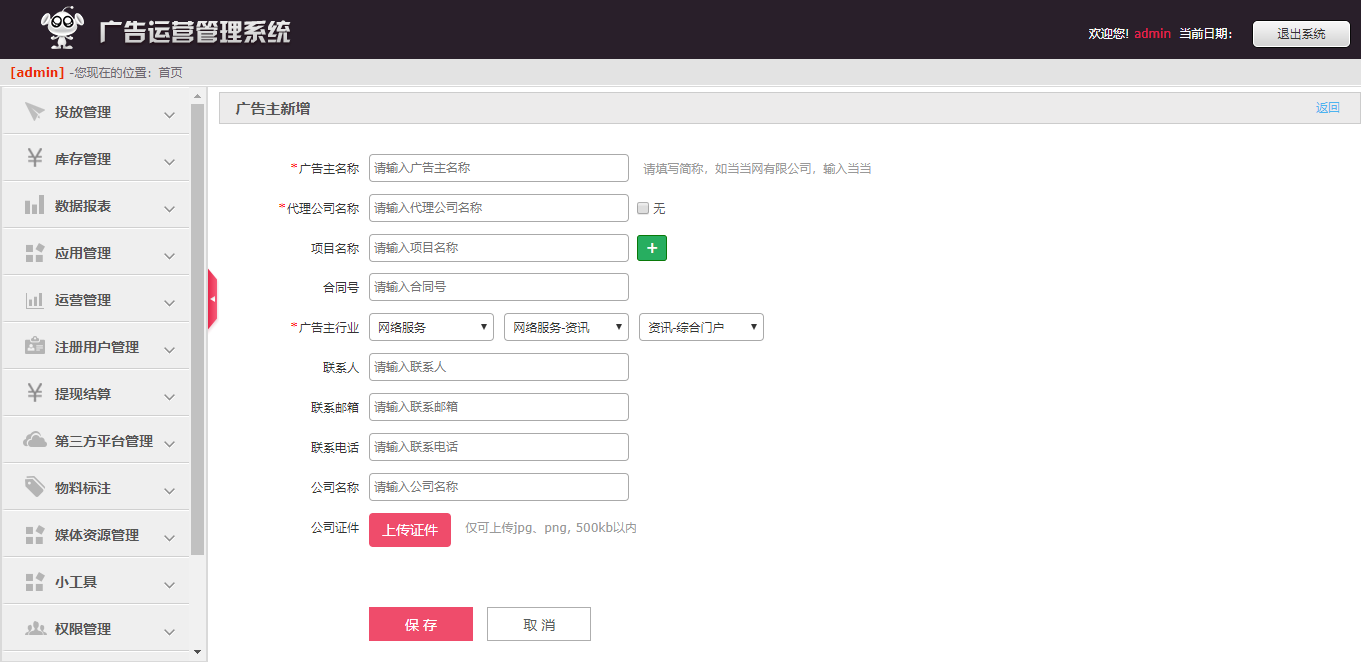 广告运营管理系统
欢迎您! admin 当前日期: 退出系统
[admin] -您现在的位置: 首页
投放管理
库存管理
数据报表
应用管理
运营管理
注册用户管理
提现结算
第三方平台管理
物料标注
媒体资源管理
小工具
权限管理
广告主新增 返回
*广告主名称 请输入广告主名称 请填写简称, 如当当网有限公司, 输入当当
*代理公司名称 请输入代理公司名称 无
项目名称 请输入项目名称 +
合同号 请输入合同号
*广告主行业 网络服务 网络服务-资讯 资讯-综合门户
联系人 请输入联系人
联系邮箱 请输入联系邮箱
联系电话 请输入联系电话
公司名称 请输入公司名称
公司证件 上传证件 仅可上传jpg、png, 500kb以内
保 存 取 消